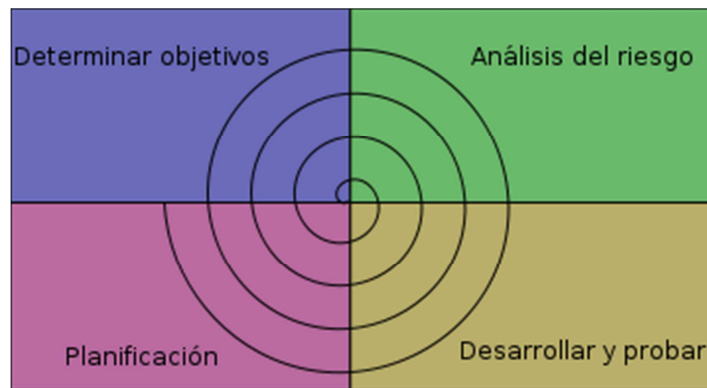 Determinar objetivos
Análisis del riesgo
Planificación
Desarrollar y probar